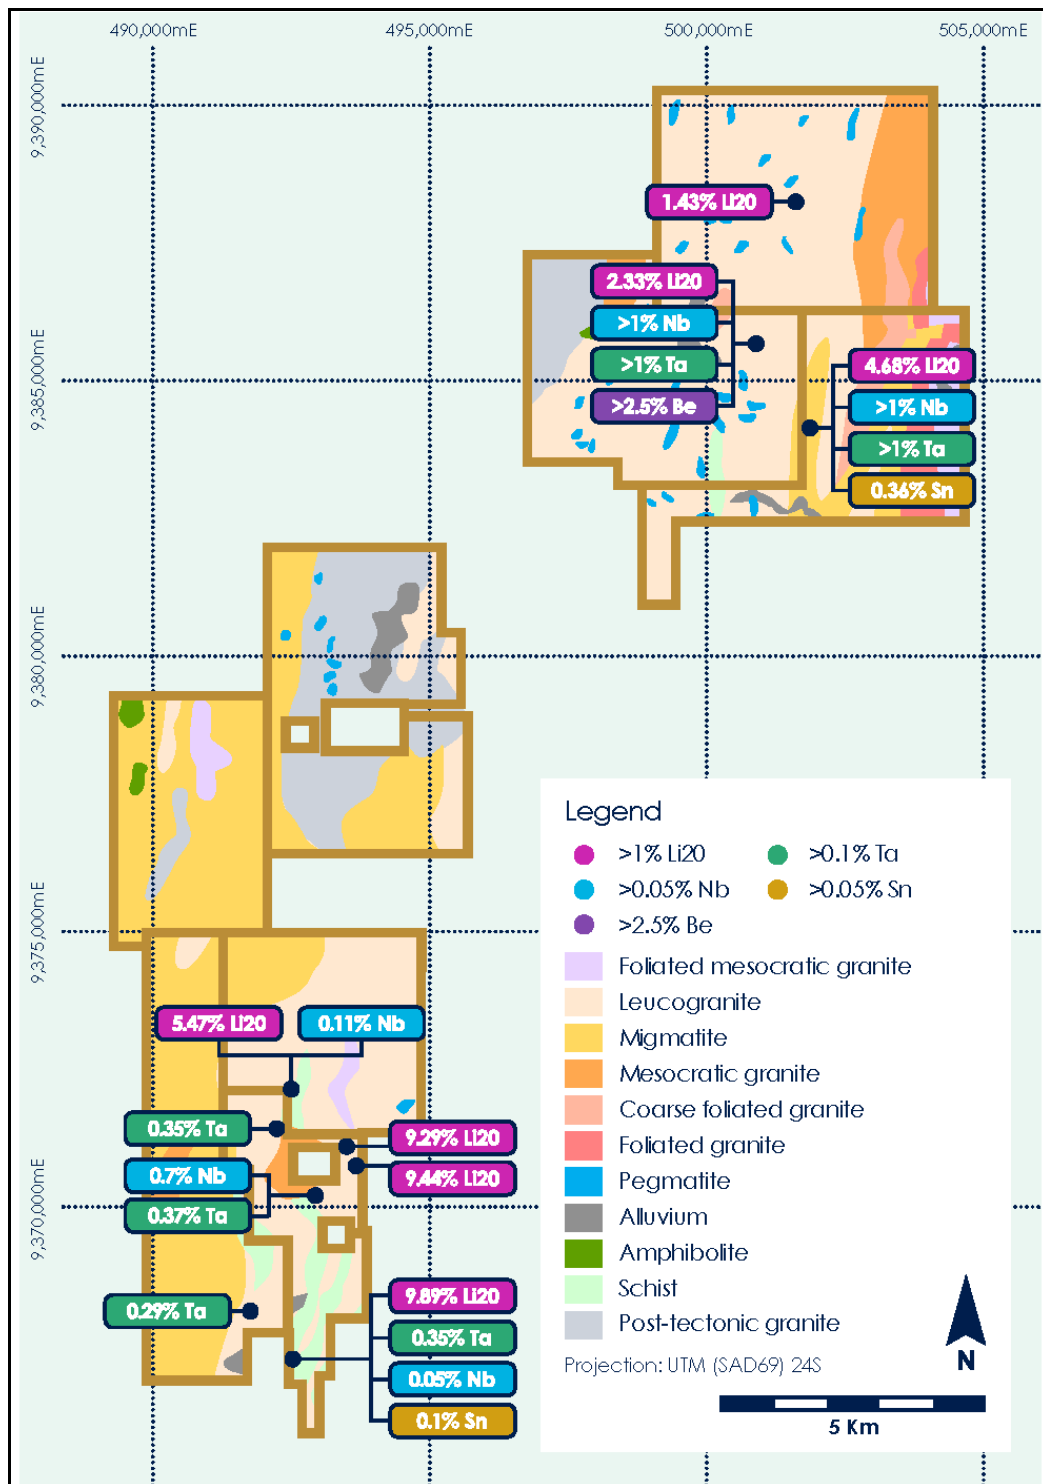 490,000mE
495,000mE
500,000mE
505,000mE
9,390,000mE
1.43% Li20
2.33% Li20
>1% Nb
>1% Ta
>2.5% Be
9,385,000mE
4.68% Li20
>1% Nb
>1% Ta
0.36% Sn
9,380,000mE
9,375,000mE
5.47% Li20
0.11% Nb
0.35% Ta
9.29% Li20
9.44% Li20
0.7% Nb
0.37% Ta
9,370,000mE
0.29% Ta
9.89% Li20
0.35% Ta
0.05% Nb
0.1% Sn
Legend
>1% Li20
>0.1% Ta
>0.05% Nb
>0.05% Sn
>2.5% Be
Foliated mesocratic granite
Leucogranite
Migmatite
Mesocratic granite
Coarse foliated granite
Foliated granite
Pegmatite
Alluvium
Amphibolite
Schist
Post-tectonic granite
Projection: UTM (SAD69) 24S
N
5 Km